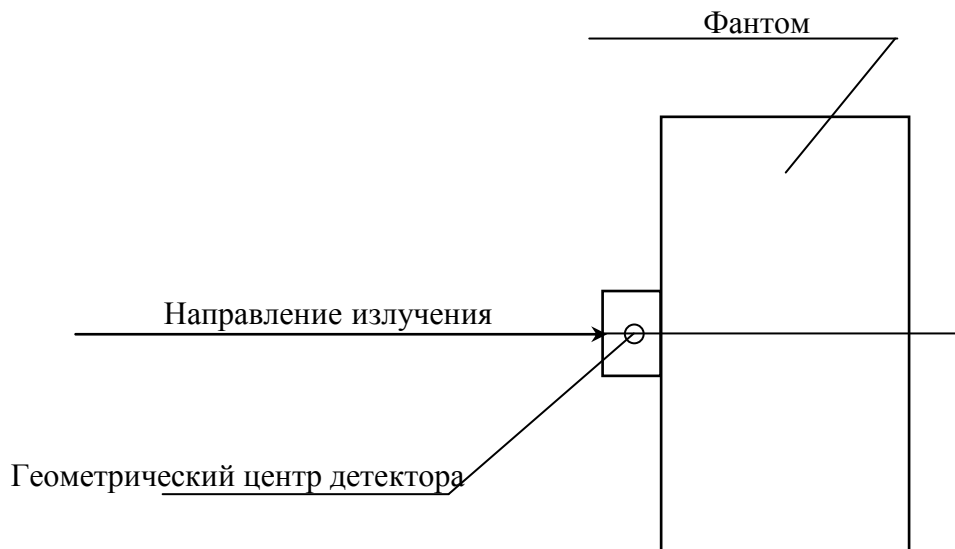 Фантом
Направление излучения
Геометрический центр детектора